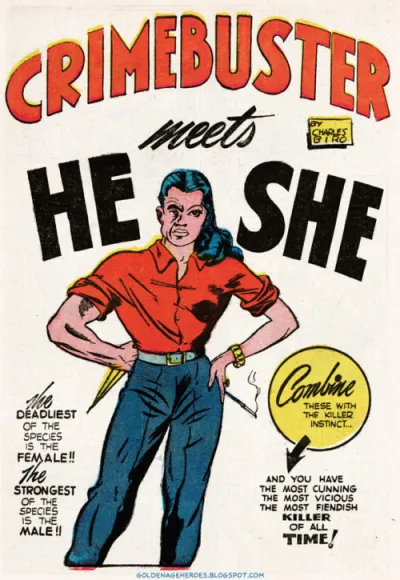 CRIMEBUSTER
meets
BY
CHARLES
BIRO
HE SHE
The
DEADLIEST
OF THE
SPECIES
IS THE
FEMALE!!
The
STRONGEST
OF THE
SPECIES
IS THE
MALE!!
Combine
THESE WITH
THE KILLER
INSTINCT...
AND YOU HAVE
THE MOST CUNNING
THE MOST VICIOUS
THE MOST FIENDISH
KILLER
OF ALL
TIME!
GOLDENAGEHEROES.BLOGSPOT.COM